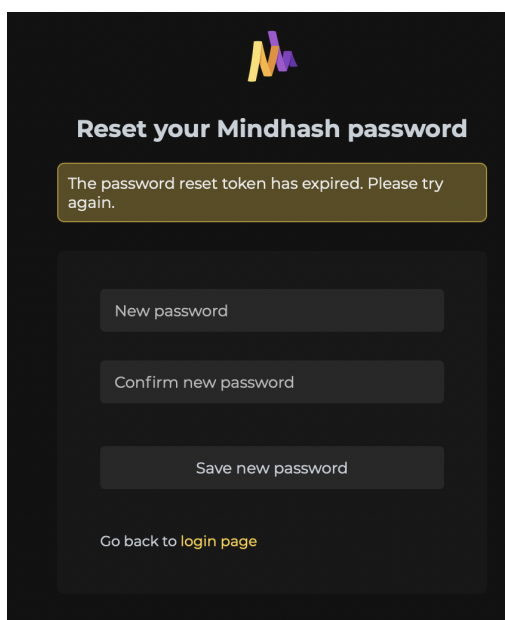 Reset your Mindhash password
The password reset token has expired. Please try
again.
New password
Confirm new password
Save new password
Go back to login page